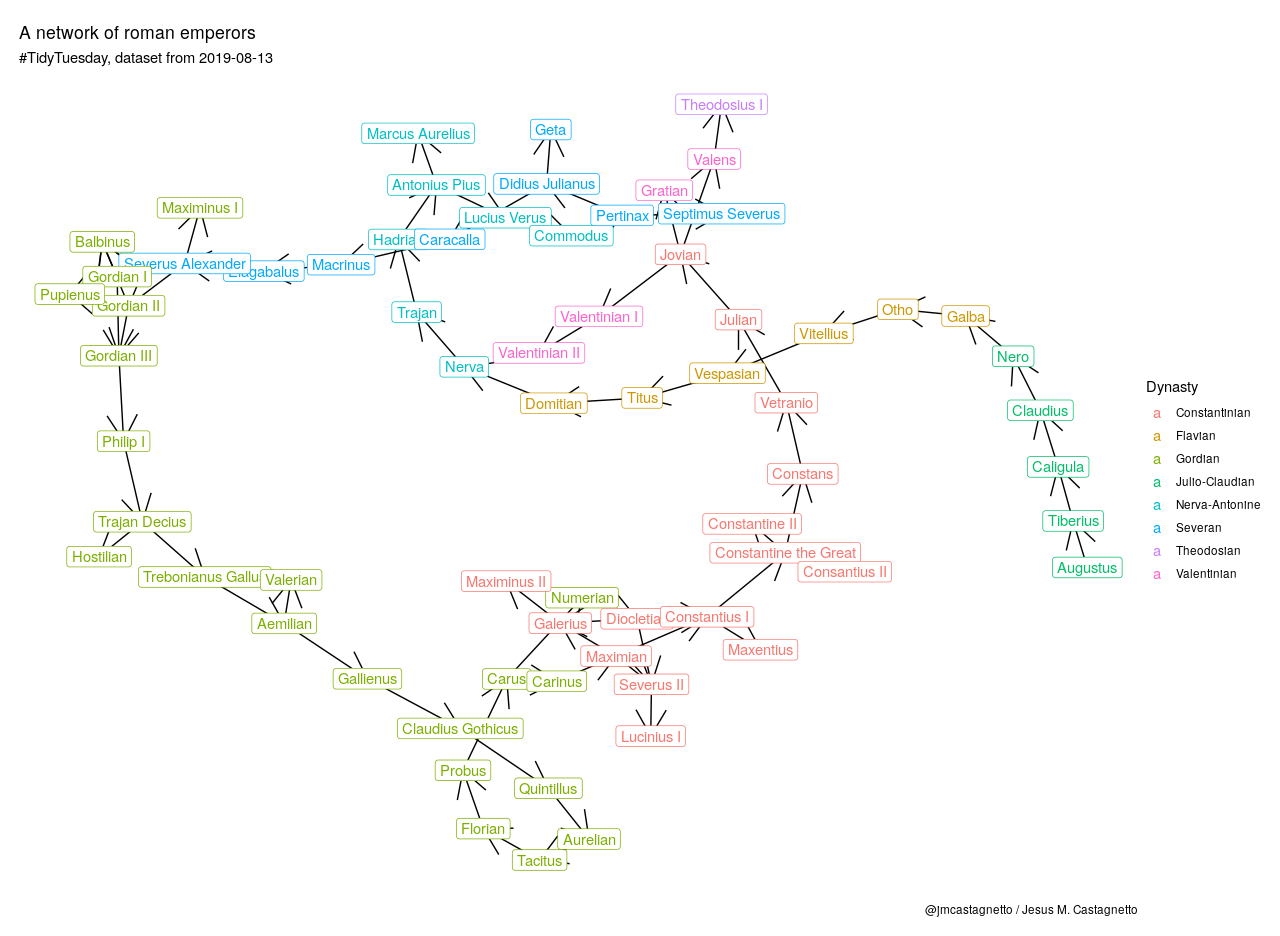 A network of roman emperors
#TidyTuesday, dataset from 2019-08-13
Theodosius I
Geta
Marcus Aurelius
Valens
Antonius Pius
Didius Julianus
Gratian
Maximinus I
Lucius Verus
Pertinax
Septimus Severus
Commodus
Balbinus
Hadria
Caracalla
Jovian
Severus Alexander
Elagabalus
Macrinus
Gordian I
Pupienus
Gordian II
Trajan
Valentinian I
Julian
Otho
Galba
Vitellius
Gordian III
Valentinian II
Nero
Nerva
Vespasian
Domitian
Titus
Vetranio
Claudius
Philip I
Caligula
Constans
Trajan Decius
Constantine II
Tiberius
Hostilian
Constantine the Great
Consantius II
Augustus
Trebonianus Gallu
Valerian
Maximinus II
Numerian
Aemilian
Galerius
Diocletia
Constantius I
Maximian
Maxentius
Gallienus
Carus
Carinus
Severus II
Claudius Gothicus
Lucinius I
Probus
Quintillus
Florian
Aurelian
Tacitus
Dynasty
a Constantinian
a Flavian
a Gordian
a Julio-Claudian
a Nerva-Antonine
a Severan
a Theodosian
a Valentinian
@jmcastagnetto / Jesus M. Castagnetto